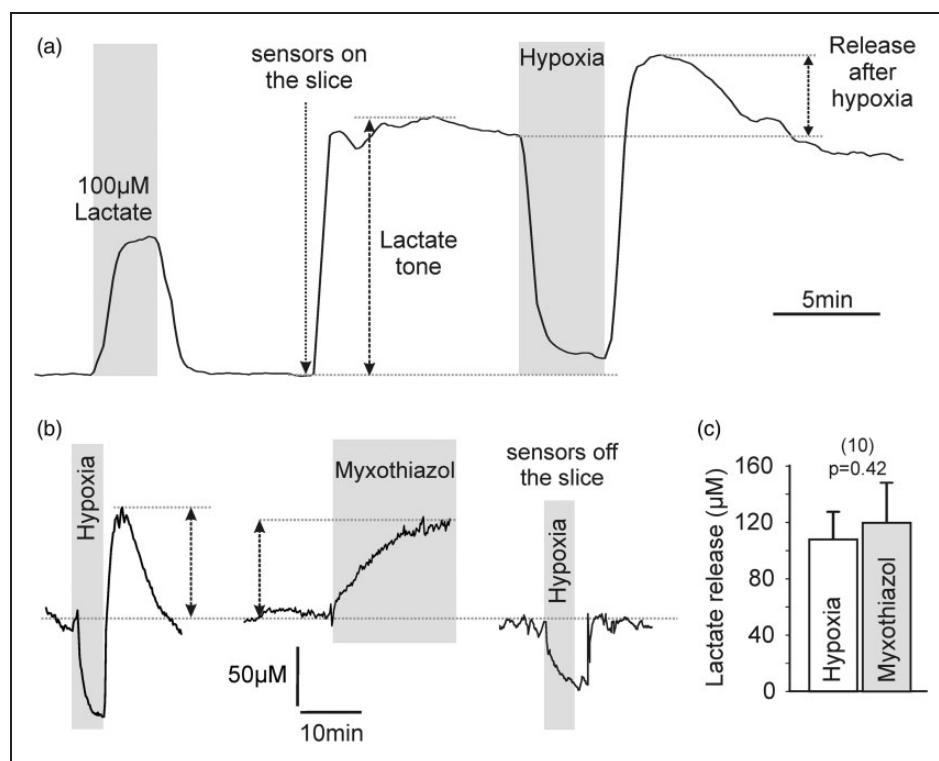 (a)
sensors on
the slice
Hypoxia
Release
after
hypoxia
100µM
Lactate
Lactate
tone
5min
(b)
Hypoxia
Myxothiazol
sensors off
the slice
Hypoxia
50µM
10min
(c)
(10)
p=0.42
Lactate release (µM)
160
120
80
40
0
Hypoxia
Myxothiazol